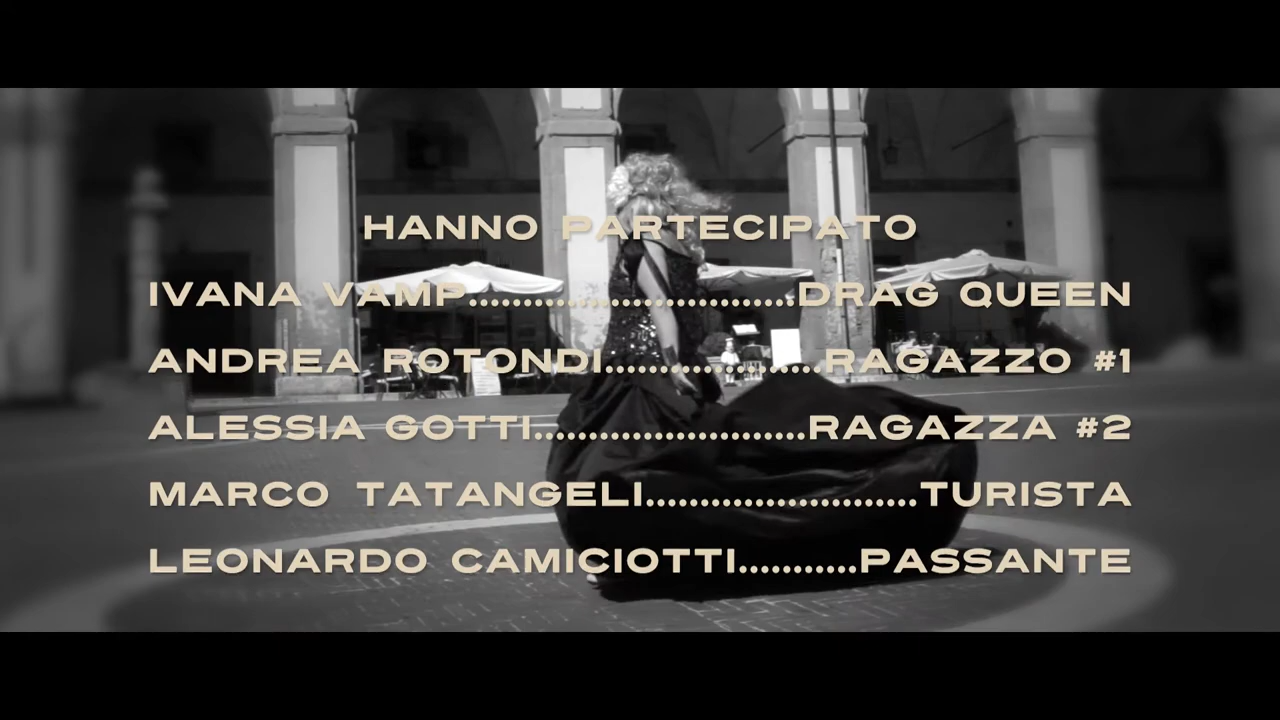 HANNO PARTECIPATO
IVANA VAMP..............................DRAG QUEEN
ANDREA ROTONDI....................RAGAZZO #1
ALESSIA GOTTI.........................RAGAZZA #2
MARCO TATANGELI.........................TURISTA
LEONARDO CAMICIOTTI...........PASSANTE